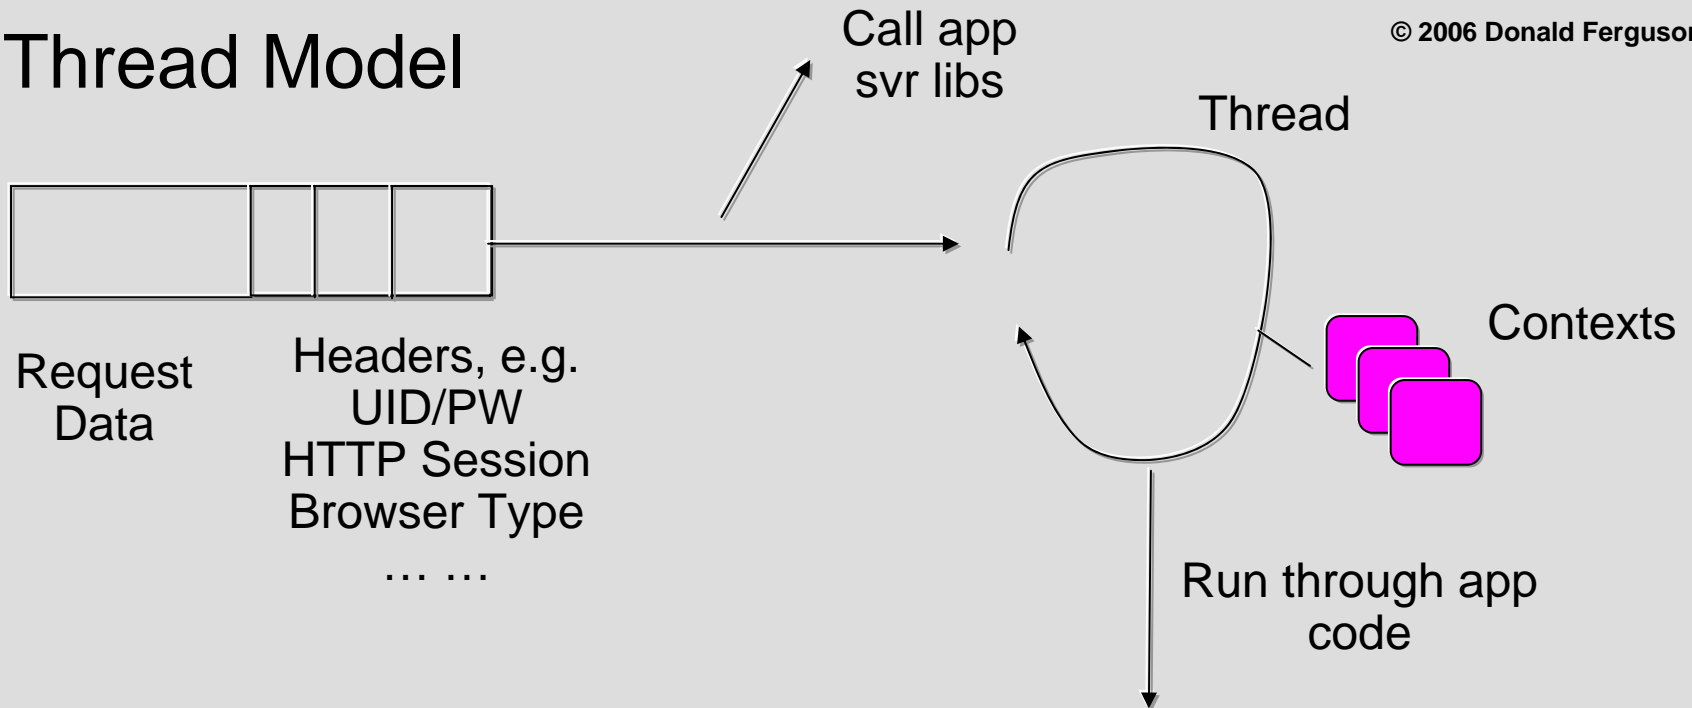 Thread Model
Call app
svr libs
© 2006 Donald Ferguson
Thread
Contexts
Request
Data
Headers, e.g.
UID/PW
HTTP Session
Browser Type
… …
Run through app
code